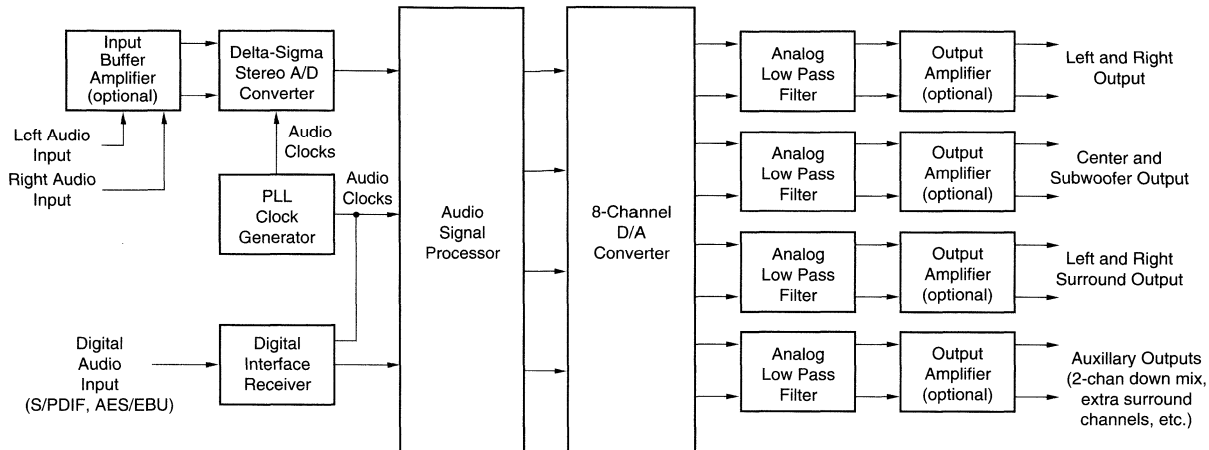 Input
Buffer
Amplifier
(optional)
Delta-Sigma
Stereo A/D
Converter
Left Audio
Input
Right Audio
Input
Audio
Clocks
PLL
Clock
Generator
Audio
Clocks
Digital
Audio
Input
(S/PDIF, AES/EBU)
Digital
Interface
Receiver
Audio
Signal
Processor
8-Channel
D/A
Converter
Analog
Low Pass
Filter
Output
Amplifier
(optional)
Left and Right
Output
Analog
Low Pass
Filter
Output
Amplifier
(optional)
Center and
Subwoofer Output
Analog
Low Pass
Filter
Output
Amplifier
(optional)
Left and Right
Surround Output
Analog
Low Pass
Filter
Output
Amplifier
(optional)
Auxillary Outputs
(2-chan down mix,
extra surround
channels, etc.)